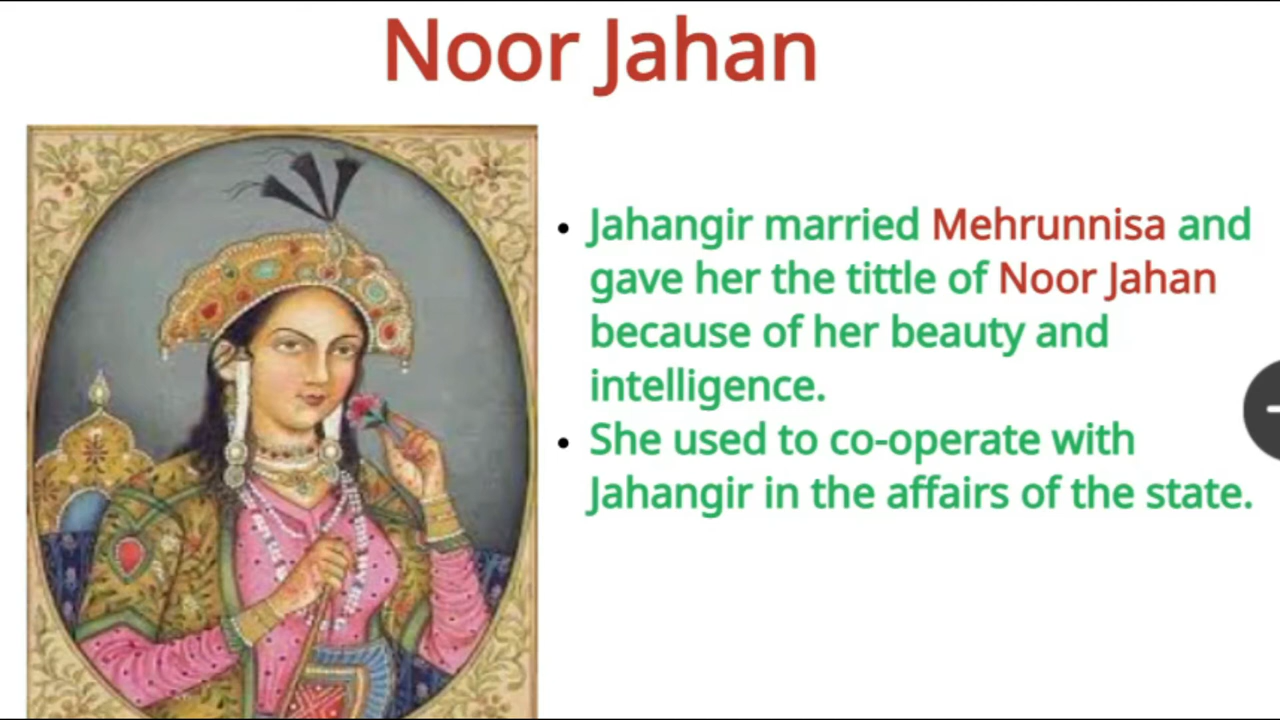 Noor Jahan
• Jahangir married Mehrunnisa and
gave her the tittle of Noor Jahan
because of her beauty and
intelligence.
• She used to co-operate with
Jahangir in the affairs of the state.